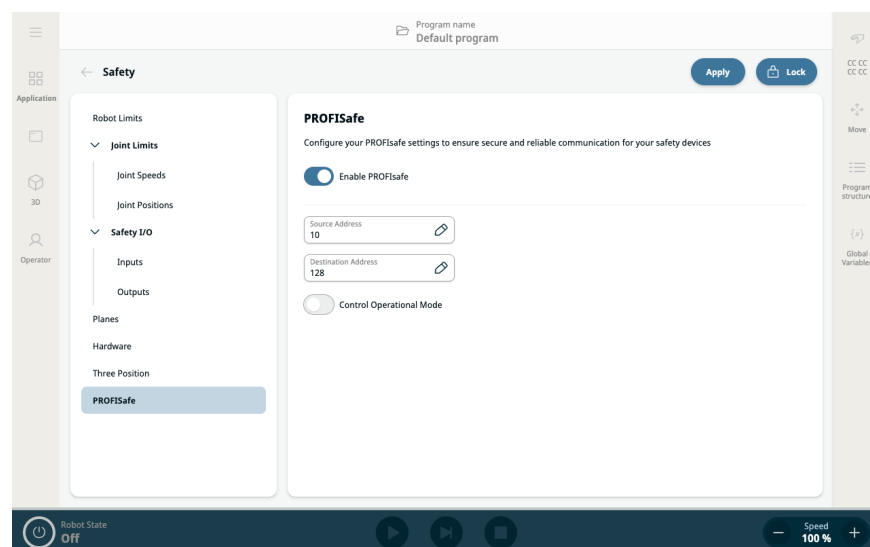 Program name
Default program
Safety
Apply
Lock
CC CC
CC CC
Application
Robot Limits
Joint Limits
Joint Speeds
Joint Positions
Safety I/O
Inputs
Outputs
Planes
Hardware
Three Position
PROFISafe
PROFISafe
Configure your PROFIsafe settings to ensure secure and reliable communication for your safety devices
Enable PROFIsafe
Source Address
10
Destination Address
128
Control Operational Mode
3D
Operator
Move
Program
structure
{x}
Global
Variables
Robot State
Off
Speed
100 %